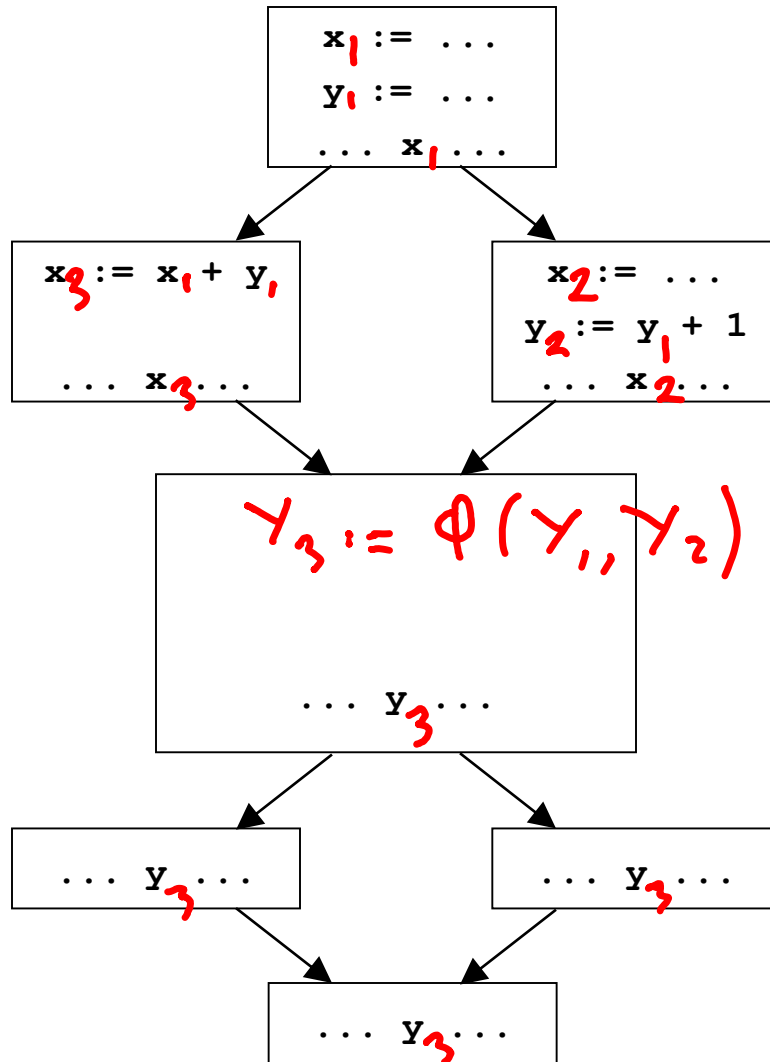 x₁ := ...
y₁ := ...
... x₁ ...
x₃ := x₁ + y₁
... x₃ ...
x₂ := ...
y₂ := y₁ + 1
... x₂ ...
Y₃ := Φ(Y₁, Y₂)
... y₃ ...
... y₃ ...
... y₃ ...
... y₃ ...